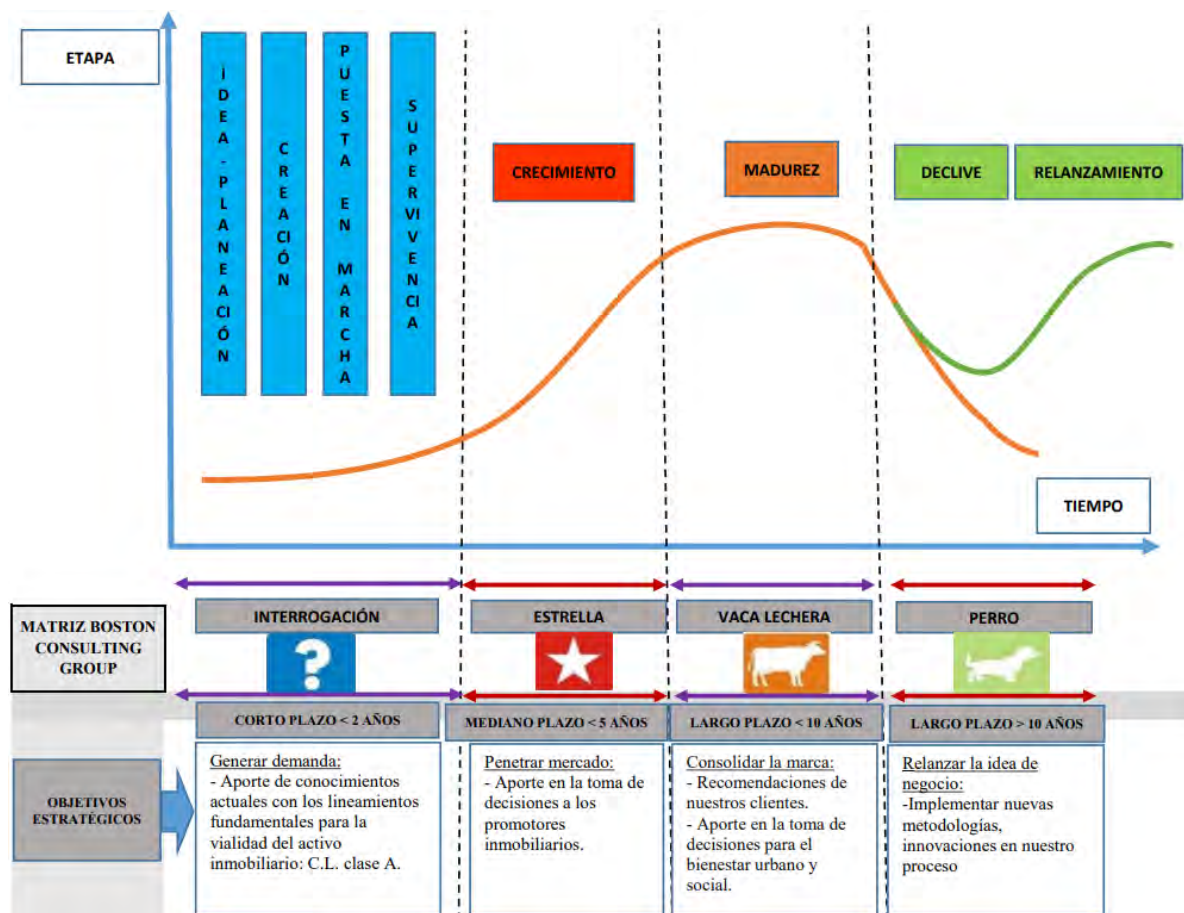 ETAPA
IDEA-PLANEACIÓN
CREACIÓN
PUESTA EN MARCHA
SUPERVIVENCIA
CRECIMIENTO
MADUREZ
DECLIVE
RELANZAMIENTO
TIEMPO
MATRIZ BOSTON
CONSULTING
GROUP
INTERROGACIÓN
?
ESTRELLA
VACA LECHERA
PERRO
CORTO PLAZO < 2 AÑOS
MEDIANO PLAZO < 5 AÑOS
LARGO PLAZO < 10 AÑOS
LARGO PLAZO > 10 AÑOS
OBJETIVOS
ESTRATÉGICOS
Generar demanda:
- Aporte de conocimientos
actuales con los lineamientos
fundamentales para la
vialidad del activo
inmobiliario: C.L. clase A.
Penetrar mercado:
- Aporte en la toma de
decisiones a los
promotores
inmobiliarios.
Consolidar la marca:
- Recomendaciones de
nuestros clientes.
- Aporte en la toma de
decisiones para el
bienestar urbano y
social.
Relanzar la idea de
negocio:
-Implementar nuevas
metodologías,
innovaciones en nuestro
proceso